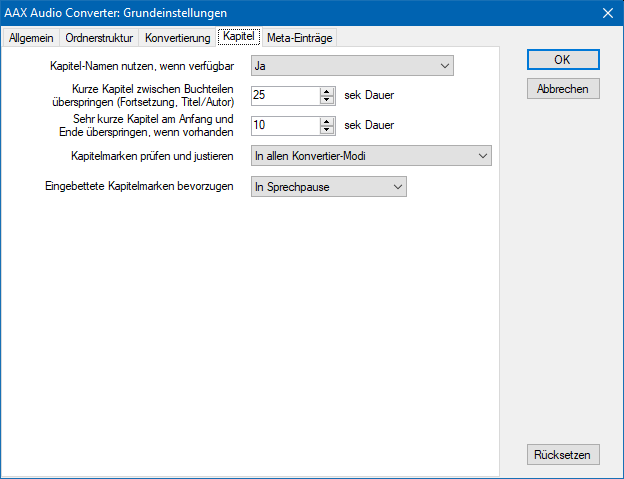 AAX Audio Converter: Grundeinstellungen
Allgemein Ordnerstruktur Konvertierung Kapitel Meta-Einträge
Kapitel-Namen nutzen, wenn verfügbar Ja
Kurze Kapitel zwischen Buchteilen
überspringen (Fortsetzung, Titel/Autor) 25 sek Dauer
Sehr kurze Kapitel am Anfang und
Ende überspringen, wenn vorhanden 10 sek Dauer
Kapitelmarken prüfen und justieren In allen Konvertier-Modi
Eingebettete Kapitelmarken bevorzugen In Sprechpause
OK
Abbrechen
Rücksetzen